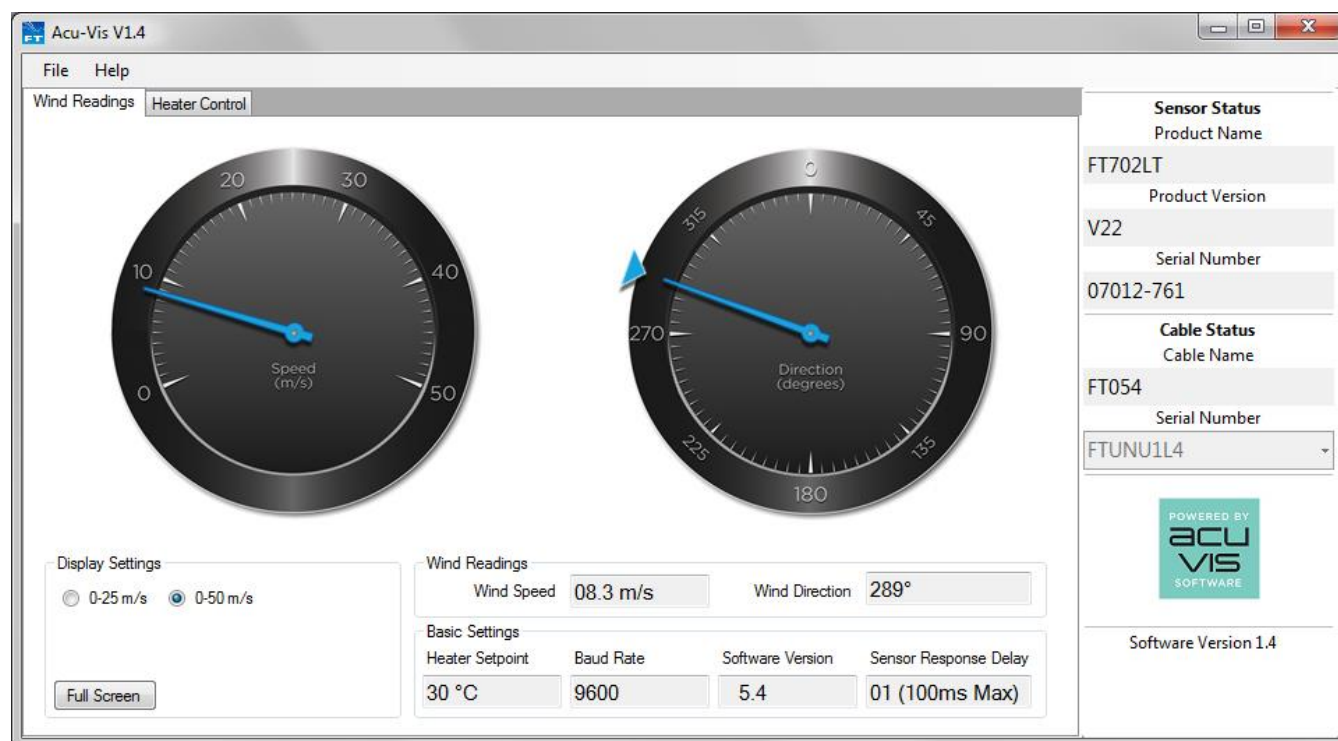 FT
Acu-Vis V1.4
File Help
Wind Readings Heater Control
20 30
10 40
0 50
Speed
(m/s)
0
315 45
270 90
225 135
180
Direction
(degrees)
Display Settings
0-25 m/s 0-50 m/s
Full Screen
Wind Readings
Wind Speed 08.3 m/s Wind Direction 289°
Basic Settings
Heater Setpoint Baud Rate Software Version Sensor Response Delay
30 °C 9600 5.4 01 (100ms Max)
Sensor Status
Product Name
FT702LT
Product Version
V22
Serial Number
07012-761
Cable Status
Cable Name
FT054
Serial Number
FTUNU1L4
POWERED BY
acu
VIS
SOFTWARE
Software Version 1.4